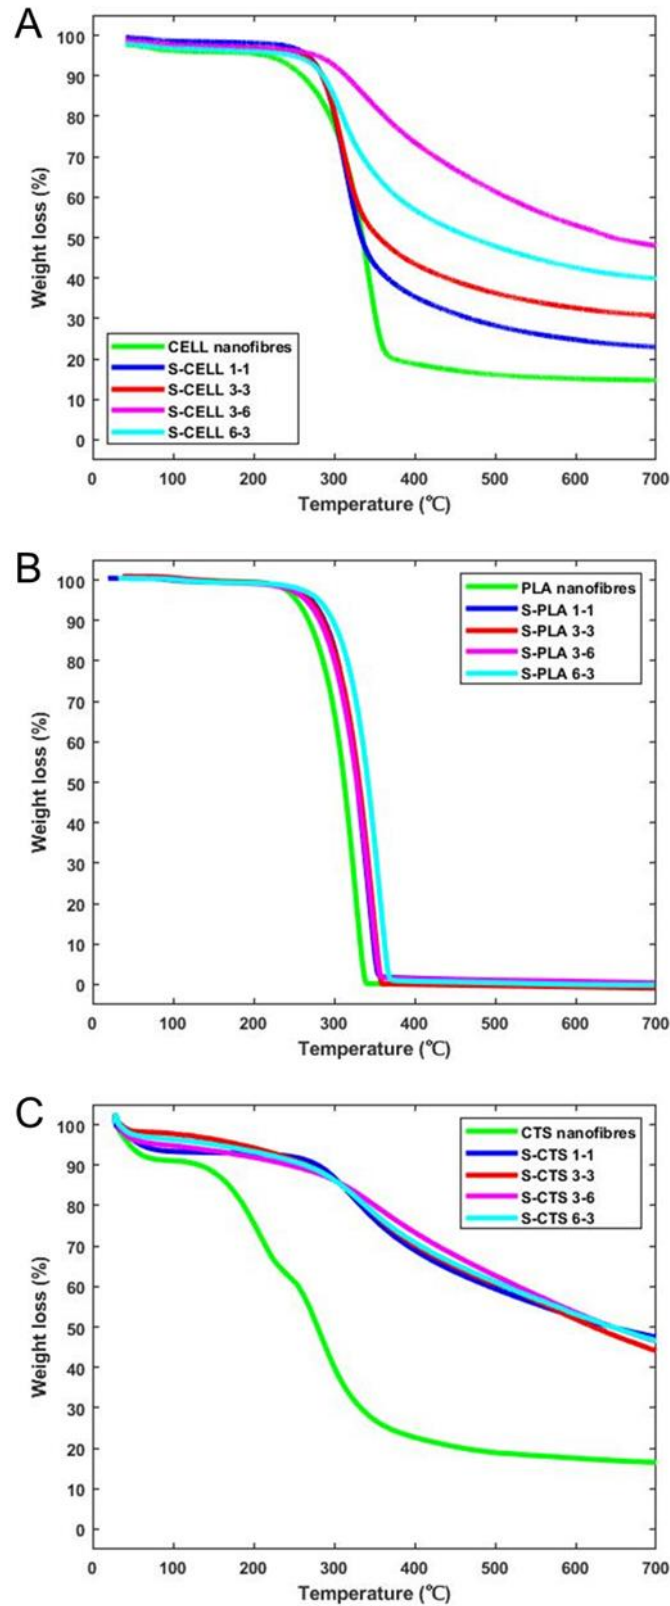 A
100
90
80
70
60
50
40
30
20
10
0
Weight loss (%)
CELL nanofibres
S-CELL 1-1
S-CELL 3-3
S-CELL 3-6
S-CELL 6-3
0 100 200 300 400 500 600 700
Temperature (℃)
B
100
90
80
70
60
50
40
30
20
10
0
Weight loss (%)
PLA nanofibres
S-PLA 1-1
S-PLA 3-3
S-PLA 3-6
S-PLA 6-3
0 100 200 300 400 500 600 700
Temperature (℃)
C
100
90
80
70
60
50
40
30
20
10
0
Weight loss (%)
CTS nanofibres
S-CTS 1-1
S-CTS 3-3
S-CTS 3-6
S-CTS 6-3
0 100 200 300 400 500 600 700
Temperature (℃)